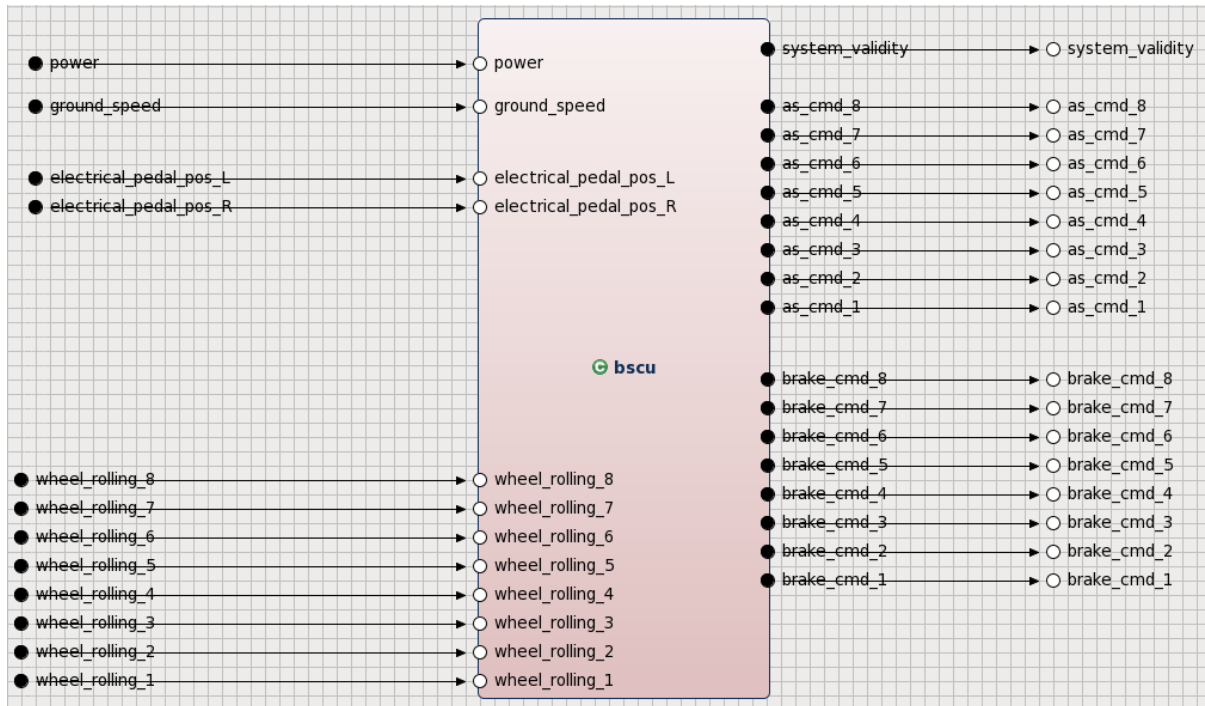 power
ground_speed
electrical_pedal_pos_L
electrical_pedal_pos_R
wheel_rolling_8
wheel_rolling_7
wheel_rolling_6
wheel_rolling_5
wheel_rolling_4
wheel_rolling_3
wheel_rolling_2
wheel_rolling_1
power
ground_speed
electrical_pedal_pos_L
electrical_pedal_pos_R
C bscu
wheel_rolling_8
wheel_rolling_7
wheel_rolling_6
wheel_rolling_5
wheel_rolling_4
wheel_rolling_3
wheel_rolling_2
wheel_rolling_1
system_validity
as_cmd_8
as_cmd_7
as_cmd_6
as_cmd_5
as_cmd_4
as_cmd_3
as_cmd_2
as_cmd_1
brake_cmd_8
brake_cmd_7
brake_cmd_6
brake_cmd_5
brake_cmd_4
brake_cmd_3
brake_cmd_2
brake_cmd_1
system_validity
as_cmd_8
as_cmd_7
as_cmd_6
as_cmd_5
as_cmd_4
as_cmd_3
as_cmd_2
as_cmd_1
brake_cmd_8
brake_cmd_7
brake_cmd_6
brake_cmd_5
brake_cmd_4
brake_cmd_3
brake_cmd_2
brake_cmd_1